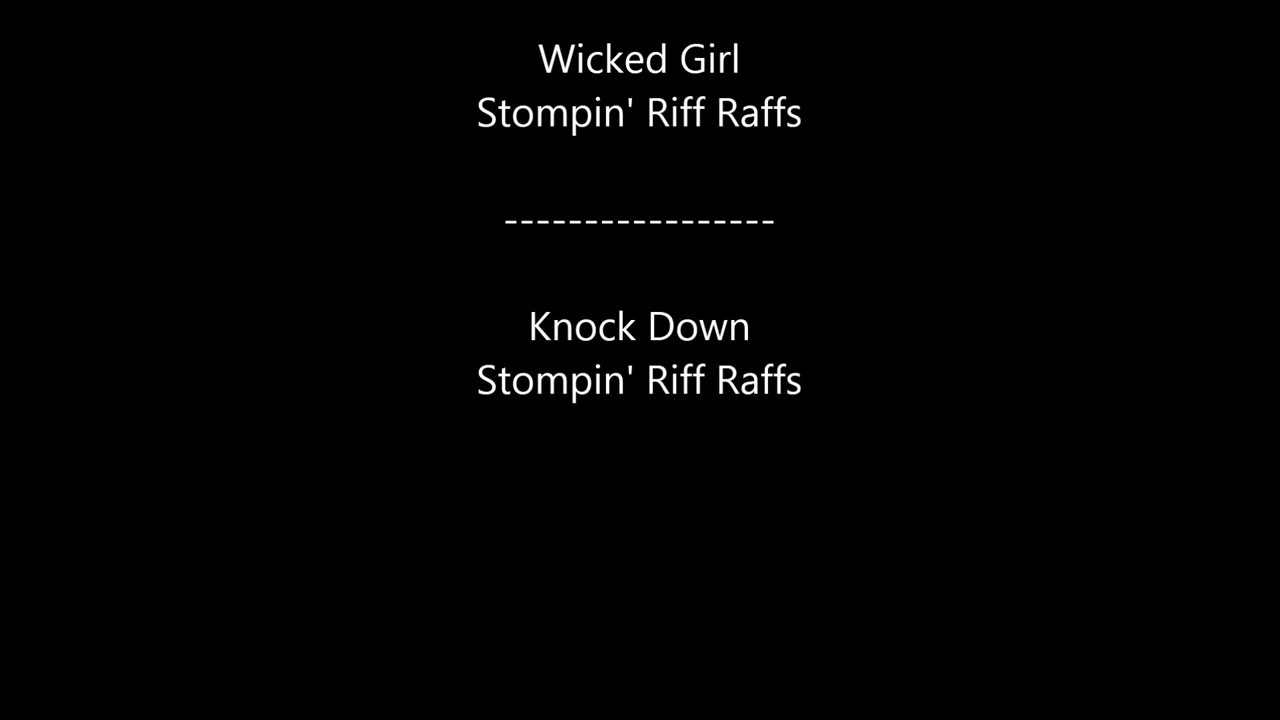 Wicked Girl
Stompin' Riff Raffs
-----------------
Knock Down
Stompin' Riff Raffs